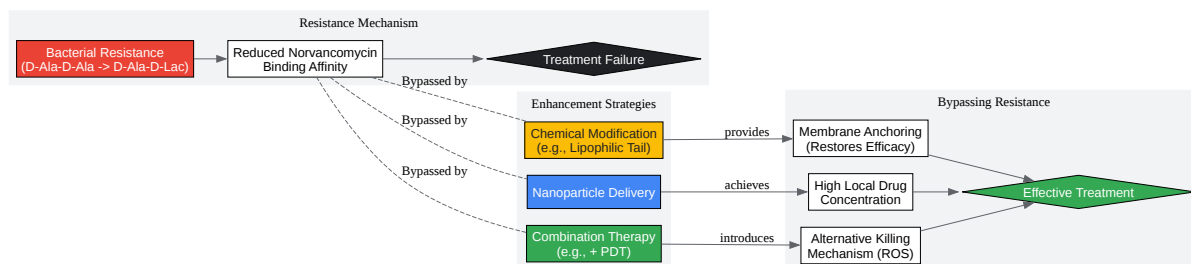 Resistance Mechanism
Bacterial Resistance
(D-Ala-D-Ala -> D-Ala-D-Lac)
Reduced Norvancomycin
Binding Affinity
Treatment Failure
Bypassed by
Bypassed by
Bypassed by
Enhancement Strategies
Chemical Modification
(e.g., Lipophilic Tail)
Nanoparticle Delivery
Combination Therapy
(e.g., + PDT)
provides
achieves
introduces
Bypassing Resistance
Membrane Anchoring
(Restores Efficacy)
High Local Drug
Concentration
Alternative Killing
Mechanism (ROS)
Effective Treatment